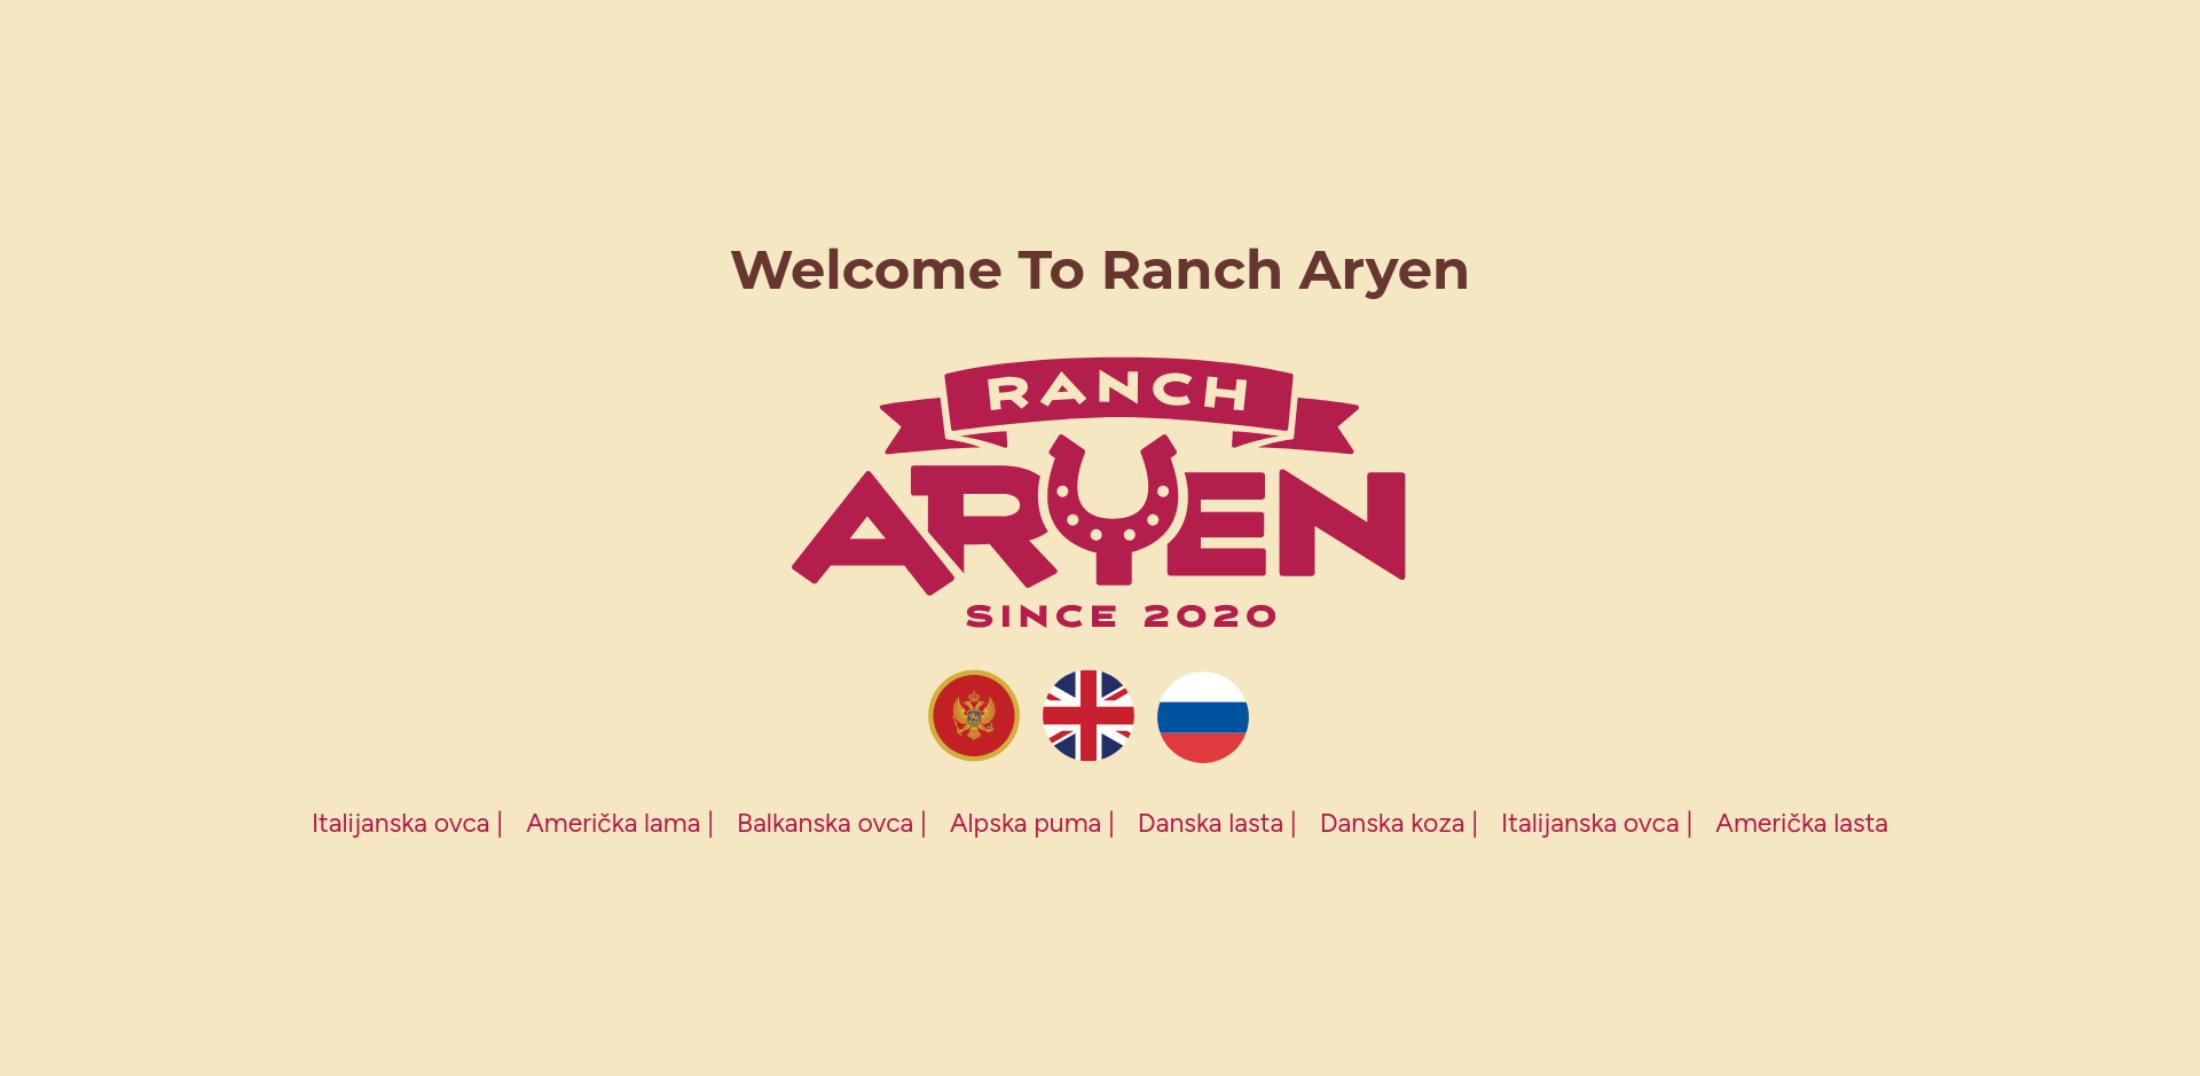 Welcome To Ranch Aryen
RANCH
ARYEN
SINCE 2020
Italijanska ovca | Američka lama | Balkanska ovca | Alpska puma | Danska lasta | Danska koza | Italijanska ovca | Američka lasta